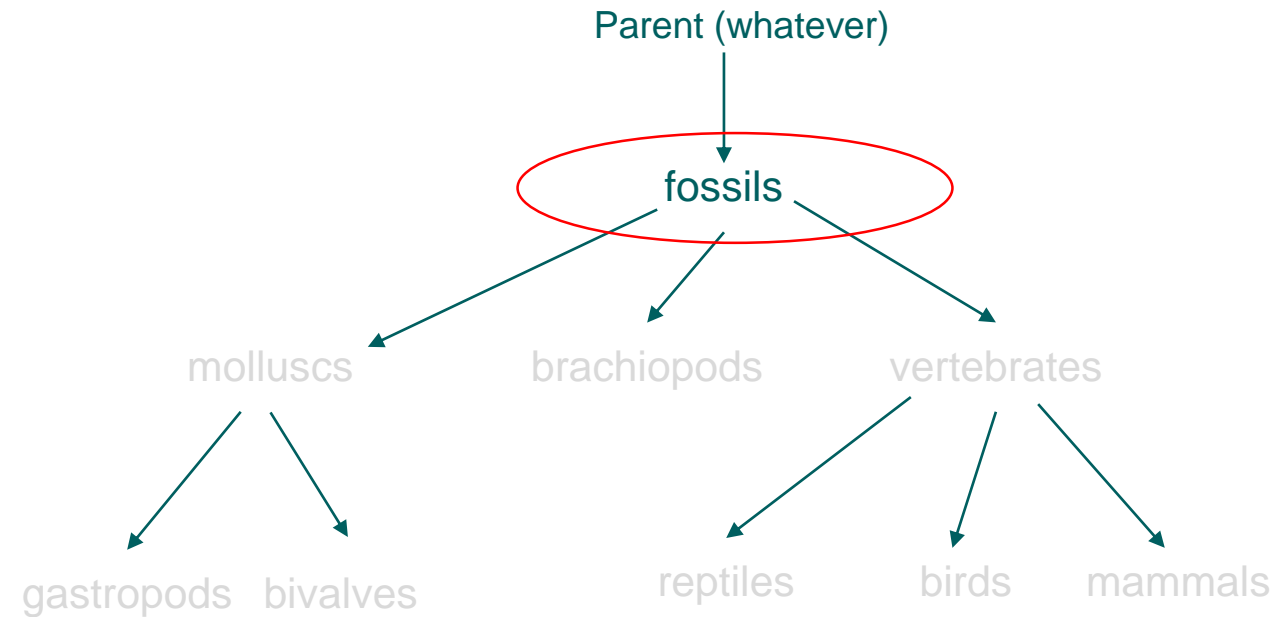 Parent (whatever)
fossils
molluscs brachiopods vertebrates
gastropods bivalves reptiles birds mammals